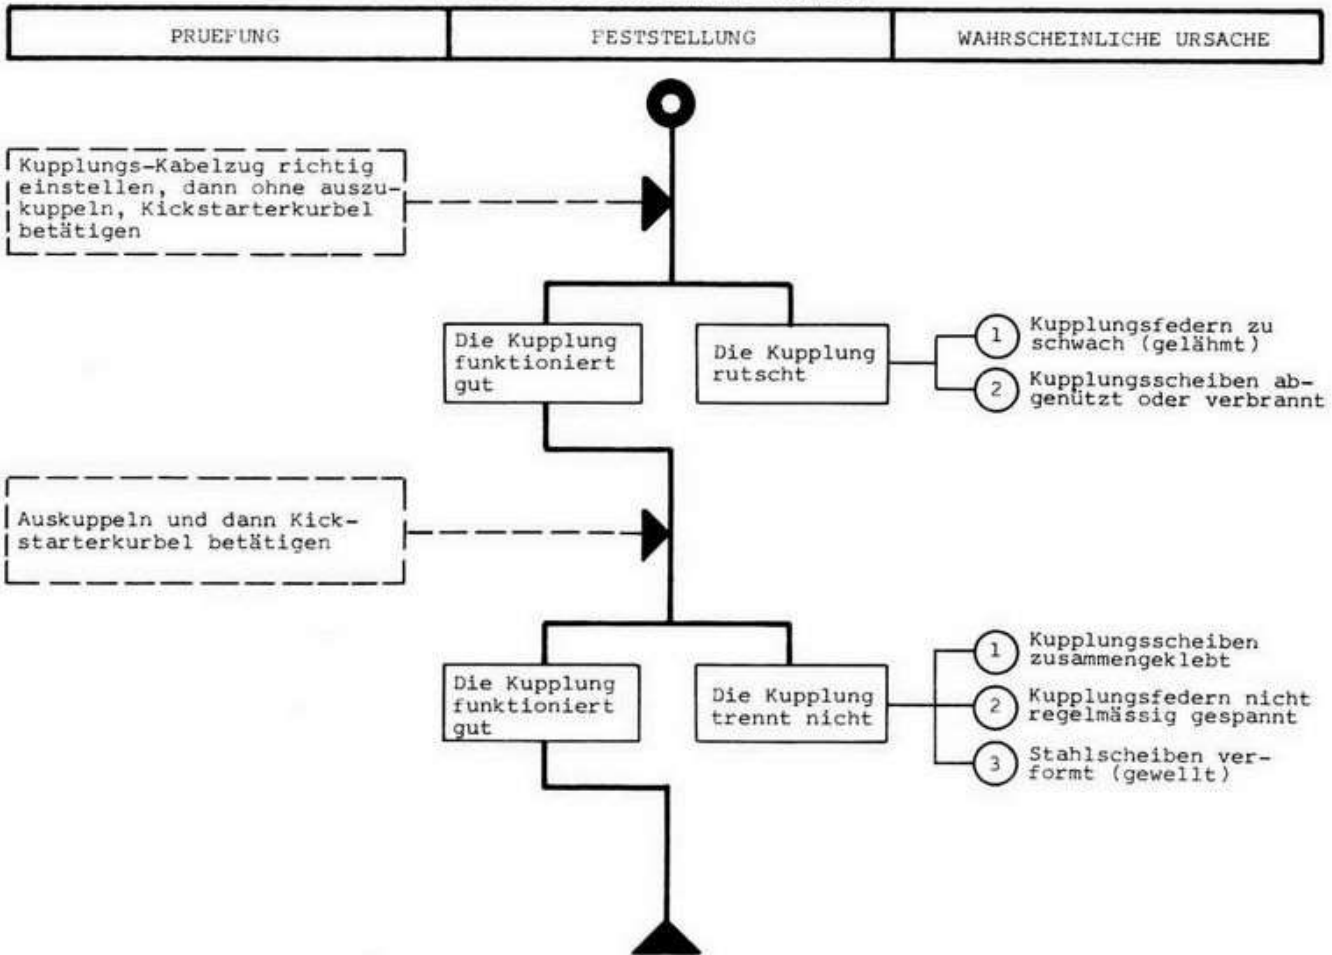 PRUEFUNG
FESTSTELLUNG
WAHRSCHEINLICHE URSACHE
Kupplungs-Kabelzug richtig
einstellen, dann ohne auszu-
kuppeln, Kickstarterkurbel
betätigen
Die Kupplung
funktioniert
gut
Die Kupplung
rutscht
1 Kupplungsfedern zu
schwach (gelähmt)
2 Kupplungsscheiben ab-
genützt oder verbrannt
Auskuppeln und dann Kick-
starterkurbel betätigen
Die Kupplung
funktioniert
gut
Die Kupplung
trennt nicht
1 Kupplungsscheiben
zusammengeklebt
2 Kupplungsfedern nicht
regelmässig gespannt
3 Stahlscheiben ver-
formt (gewellt)